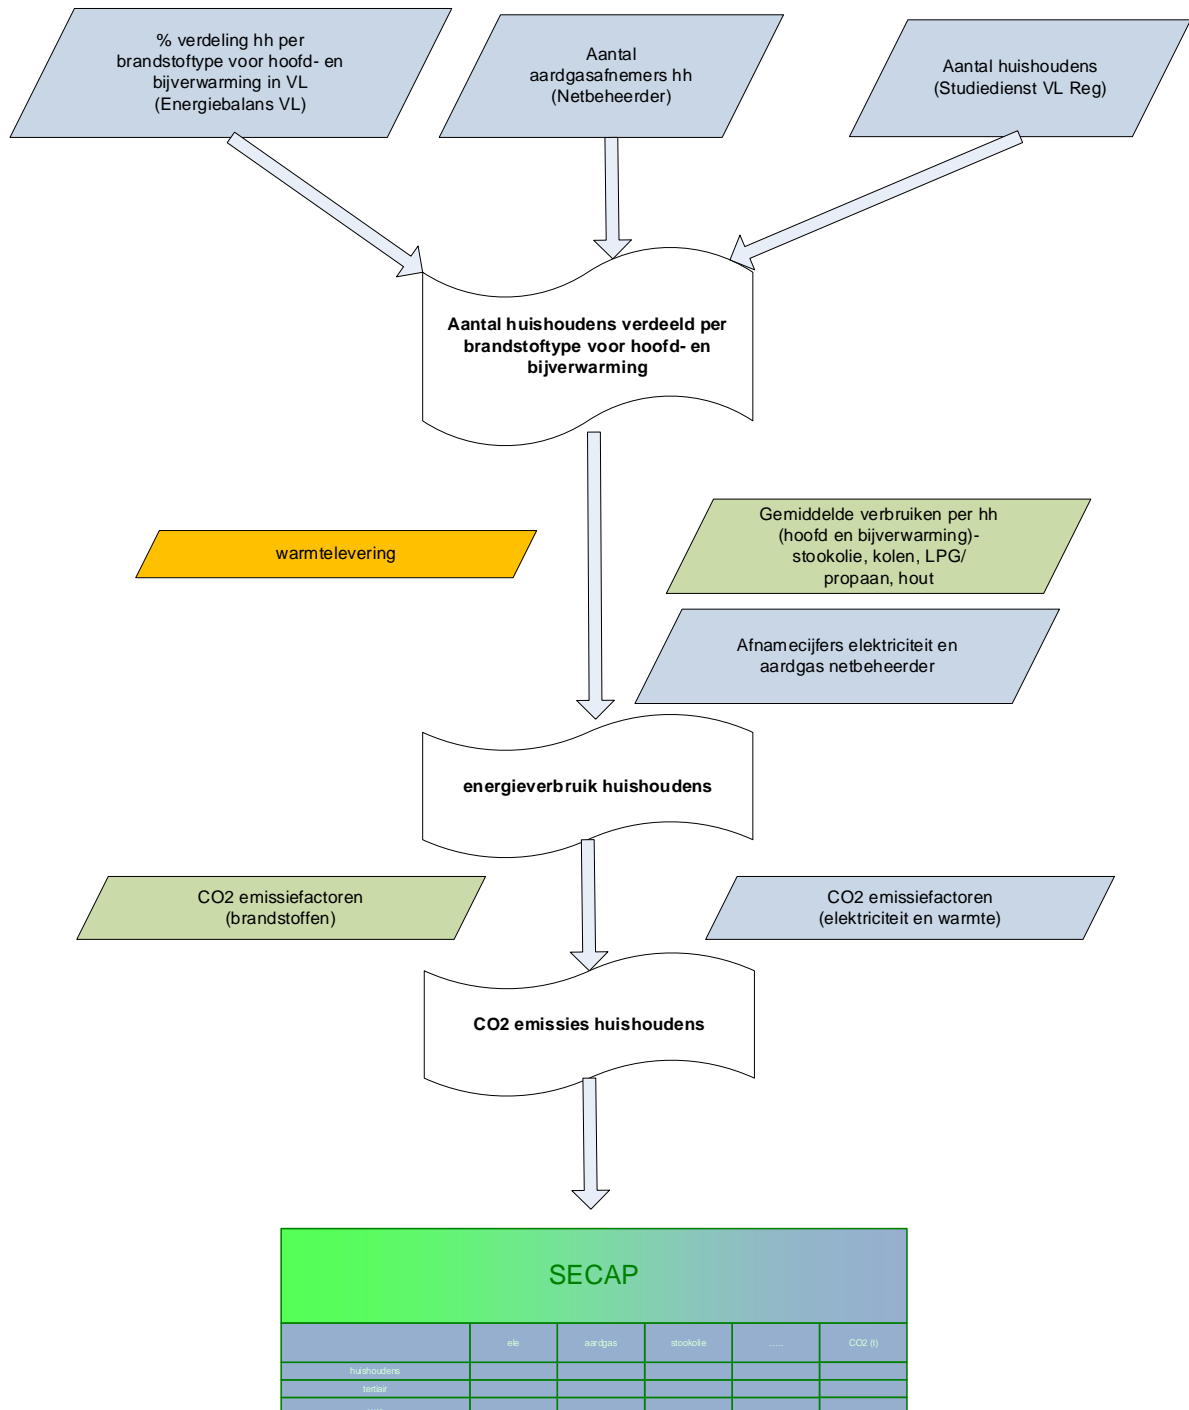 % verdeling hh per
brandstoftype voor hoofd- en
bijverwarming in VL
(Energiebalans VL)
Aantal
aardgasafnemers hh
(Netbeheerder)
Aantal huishoudens
(Studiedienst VL Reg)
Aantal huishoudens verdeeld per
brandstoftype voor hoofd- en
bijverwarming
warmtelevering
Gemiddelde verbruiken per hh
(hoofd en bijverwarming)-
stookolie, kolen, LPG/
propaan, hout
Afnamecijfers elektriciteit en
aardgas netbeheerder
energieverbruik huishoudens
CO2 emissiefactoren
(brandstoffen)
CO2 emissiefactoren
(elektriciteit en warmte)
CO2 emissies huishoudens
SECAP
ele aardgas stookolie ..... CO2 (t)
huishoudens
tertiair